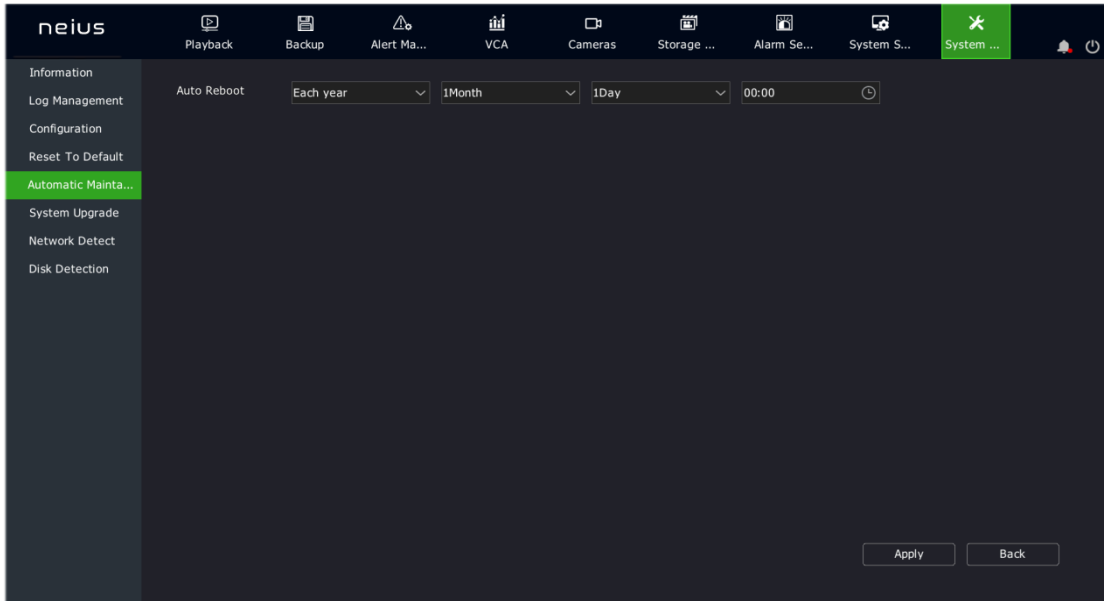 neius
Playback
Backup
Alert Ma...
VCA
Cameras
Storage ...
Alarm Se...
System S...
System ...
Information
Log Management
Configuration
Reset To Default
Automatic Mainta...
System Upgrade
Network Detect
Disk Detection
Auto Reboot Each year 1Month 1Day 00:00
Apply Back